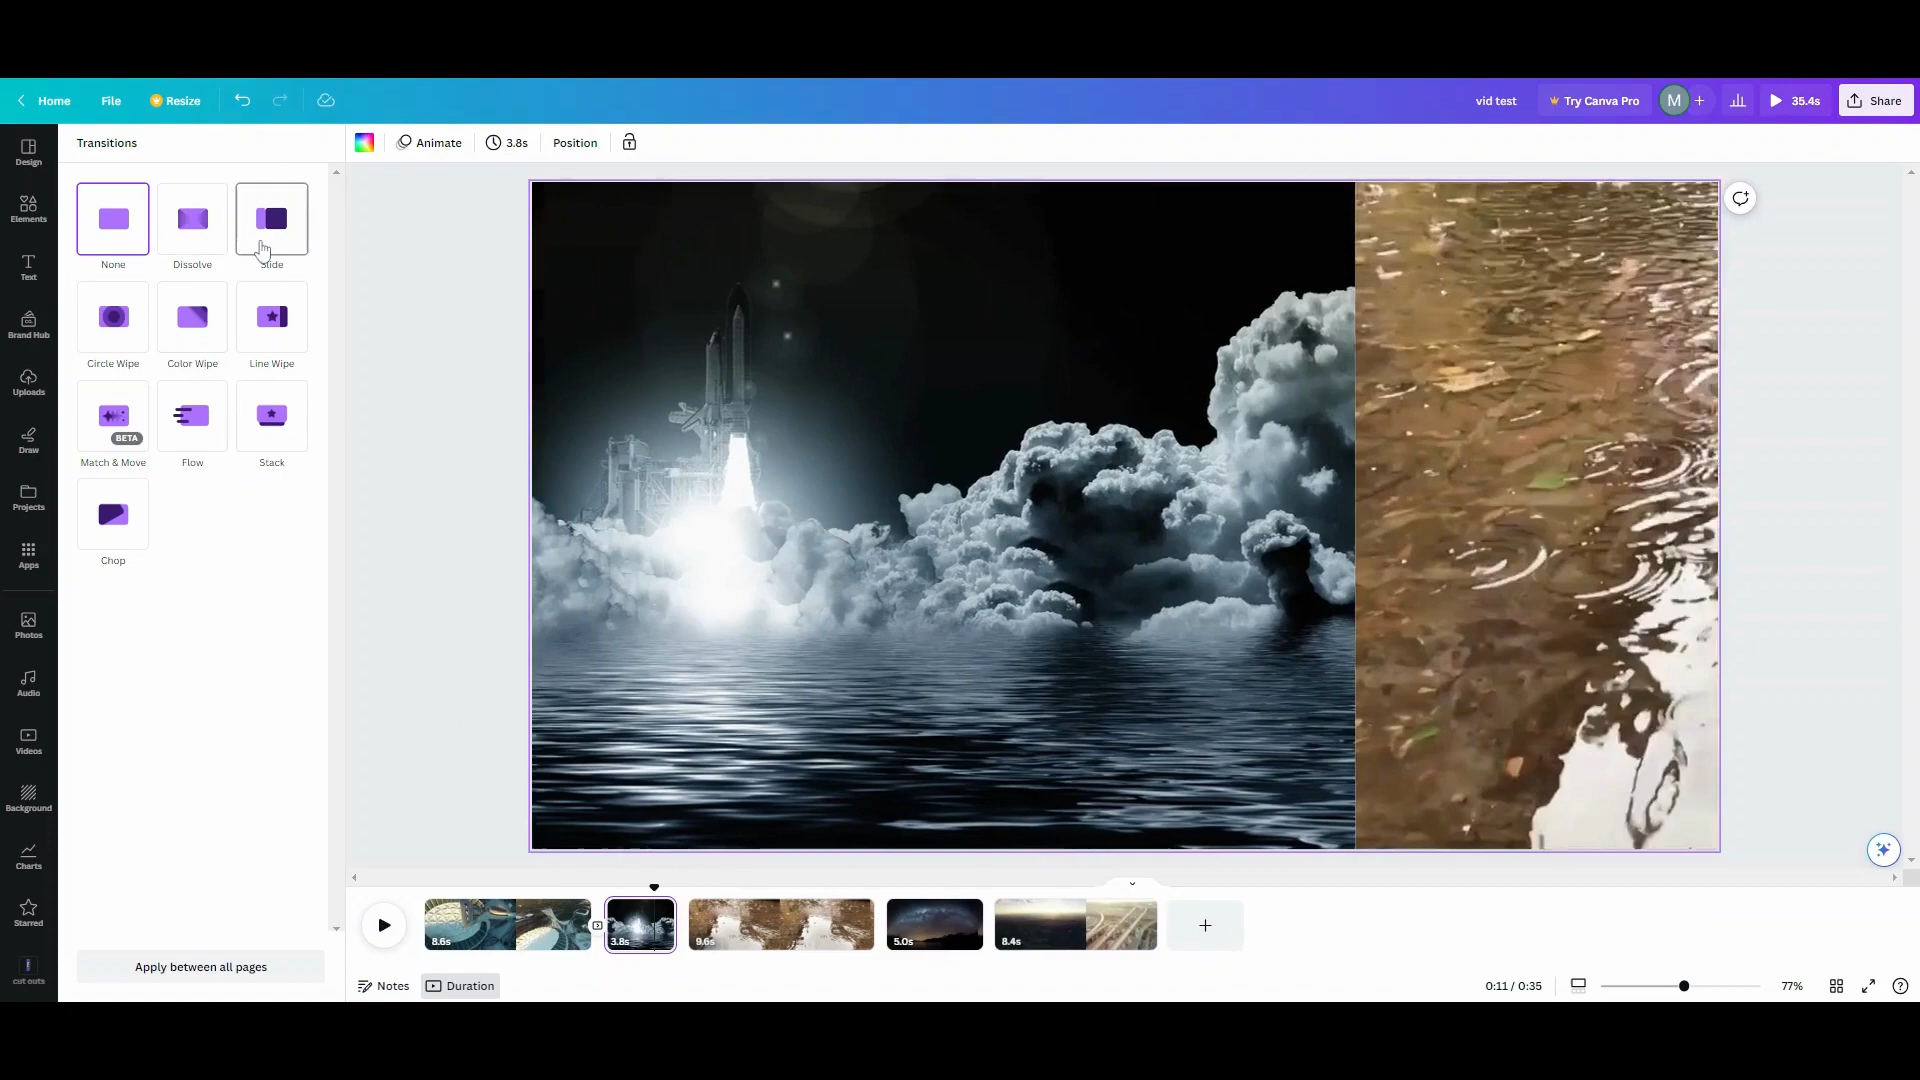 Home
File
Resize
vid test
Try Canva Pro
M
+
35.4s
Share
Transitions
Animate
3.8s
Position
Design
Elements
Text
Brand Hub
Uploads
Draw
Projects
Apps
Photos
Audio
Videos
Background
Charts
Starred
cut outs
None
Dissolve
Slide
Circle Wipe
Color Wipe
Line Wipe
BETA
Match & Move
Flow
Stack
Chop
Apply between all pages
8.6s
3.8s
9.6s
5.0s
8.4s
+
Notes
Duration
0:11 / 0:35
77%
?